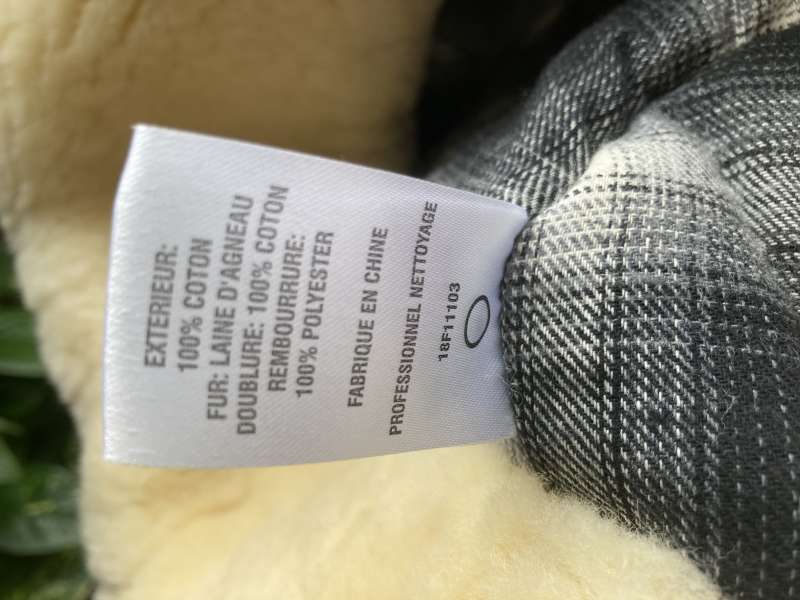 EXTERIEUR:
100% COTON
FUR: LAINE D'AGNEAU
DOUBLURE: 100% COTON
REMBOURRURE:
100% POLYESTER
FABRIQUE EN CHINE
PROFESSIONNEL NETTOYAGE
18F11103